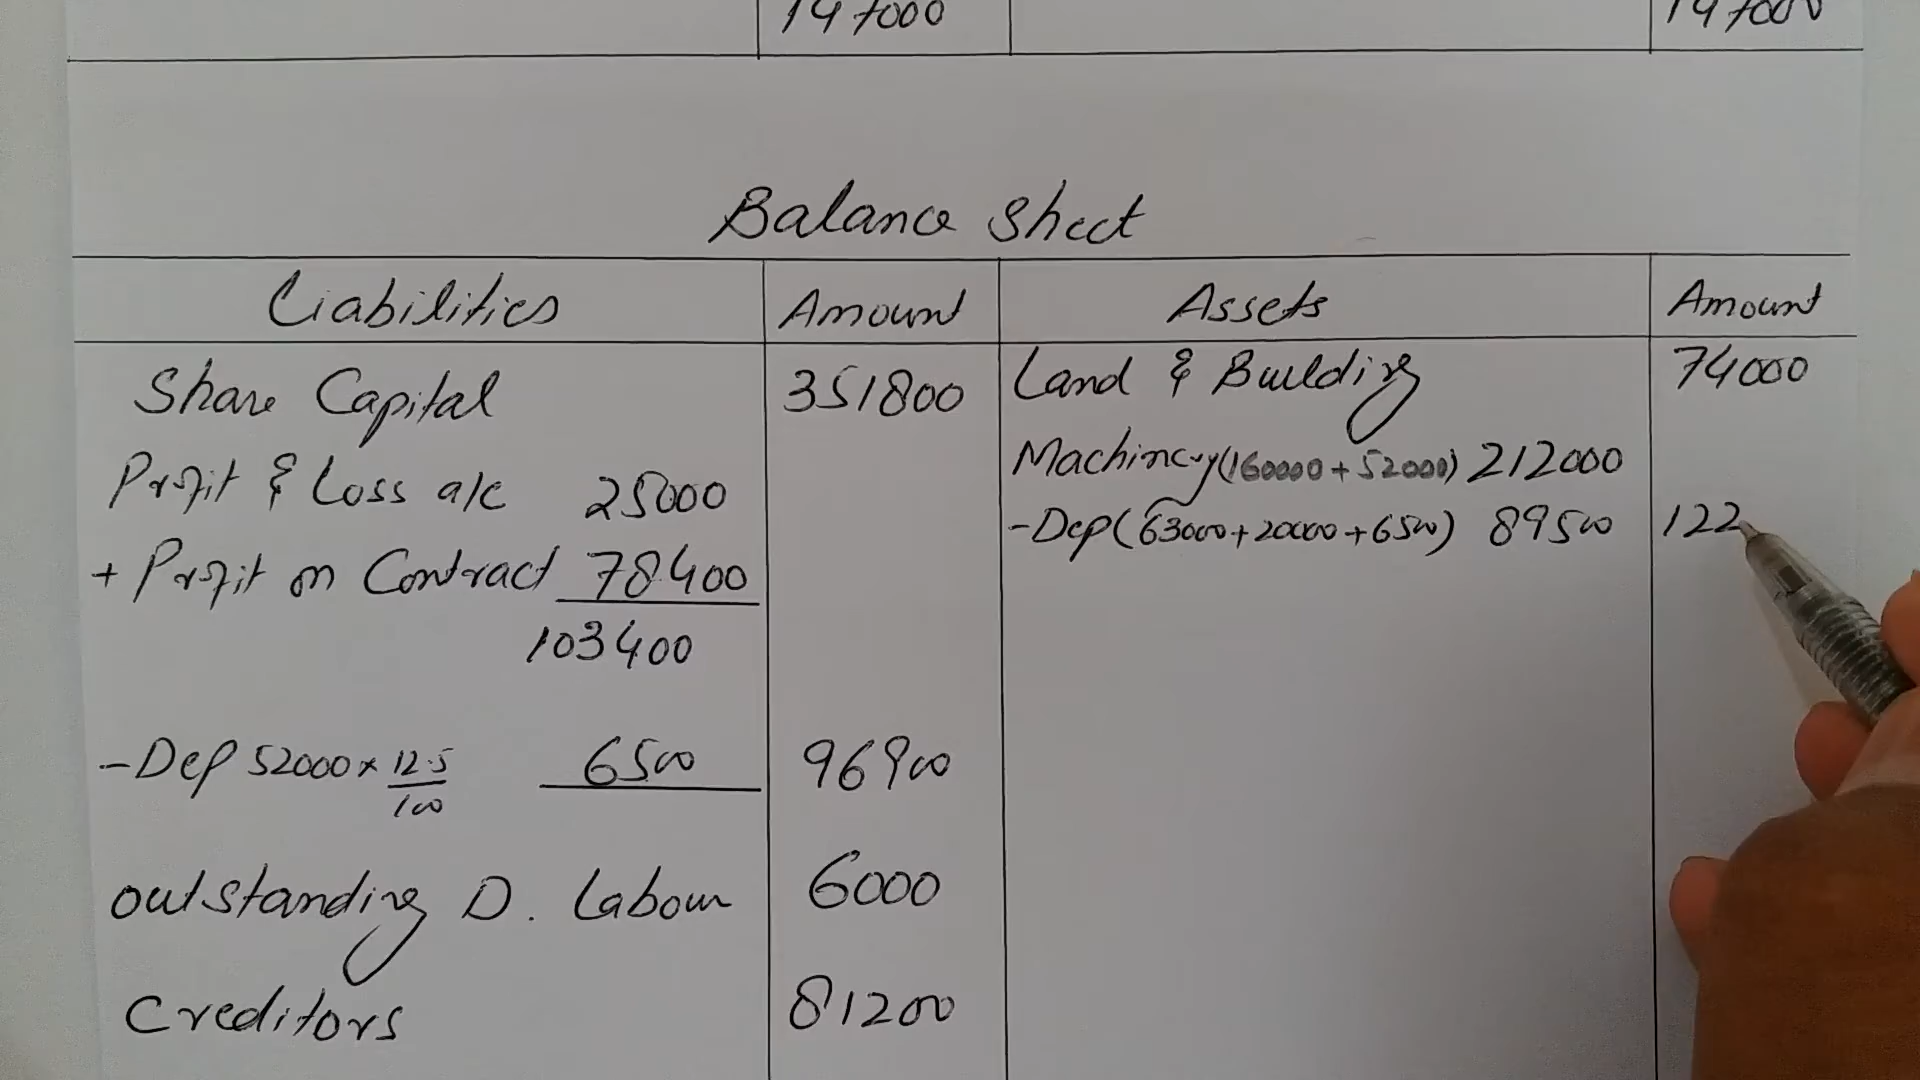 147000 147000
Balance Sheet
Liabilities Amount Assets Amount
Share Capital 351800 Land & Building 74000
Profit & Loss a/c 25000 Machinery (160000 + 52000) 212000
+ Profit on Contract 78400 - Dep (63000 + 20000 + 6500) 89500 122
103400
- Dep 52000 × 12.5/100 6500 96900
outstanding D. Labour 6000
Creditors 81200